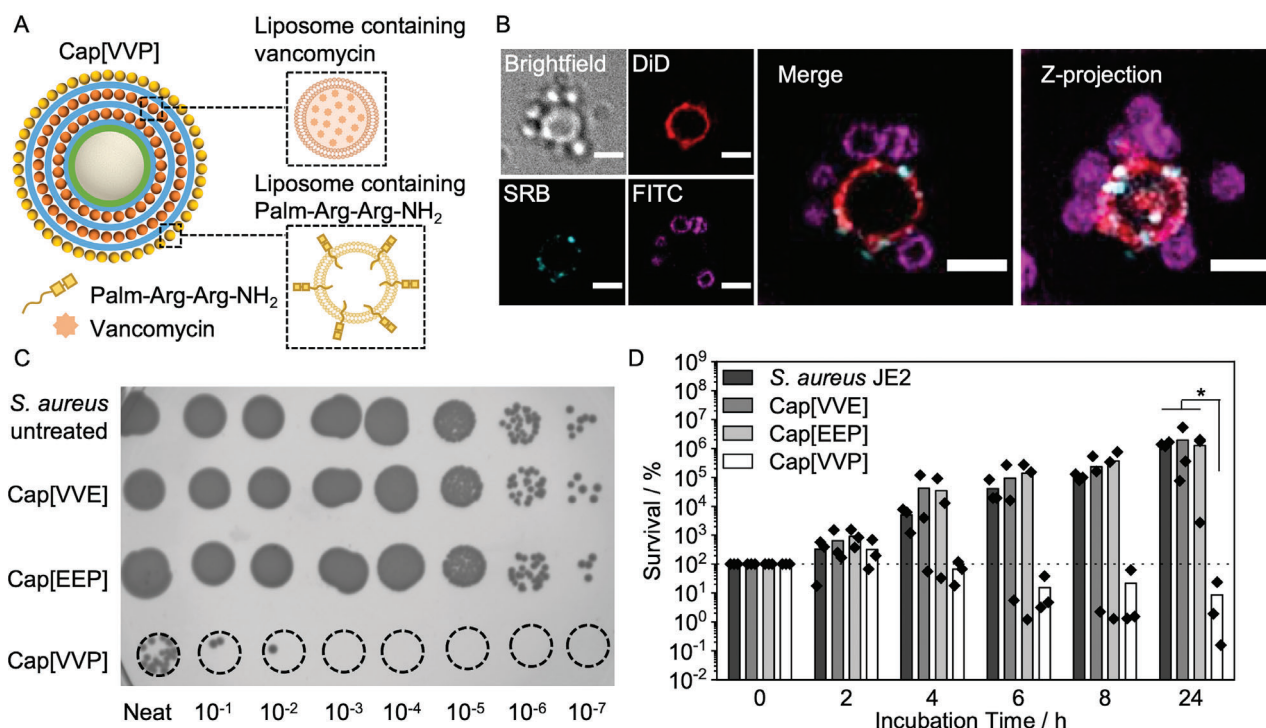 A
Cap[VVP]
Liposome containing
vancomycin
Liposome containing
Palm-Arg-Arg-NH₂
Palm-Arg-Arg-NH₂
Vancomycin
B
Brightfield
DiD
SRB
FITC
Merge
Z-projection
C
S. aureus
untreated
Cap[VVE]
Cap[EEP]
Cap[VVP]
Neat 10⁻¹ 10⁻² 10⁻³ 10⁻⁴ 10⁻⁵ 10⁻⁶ 10⁻⁷
D
Survival / %
10⁹
10⁸
10⁷
10⁶
10⁵
10⁴
10³
10²
10¹
10⁰
10⁻¹
10⁻²
S. aureus JE2
Cap[VVE]
Cap[EEP]
Cap[VVP]
*
0 2 4 6 8 24
Incubation Time / h